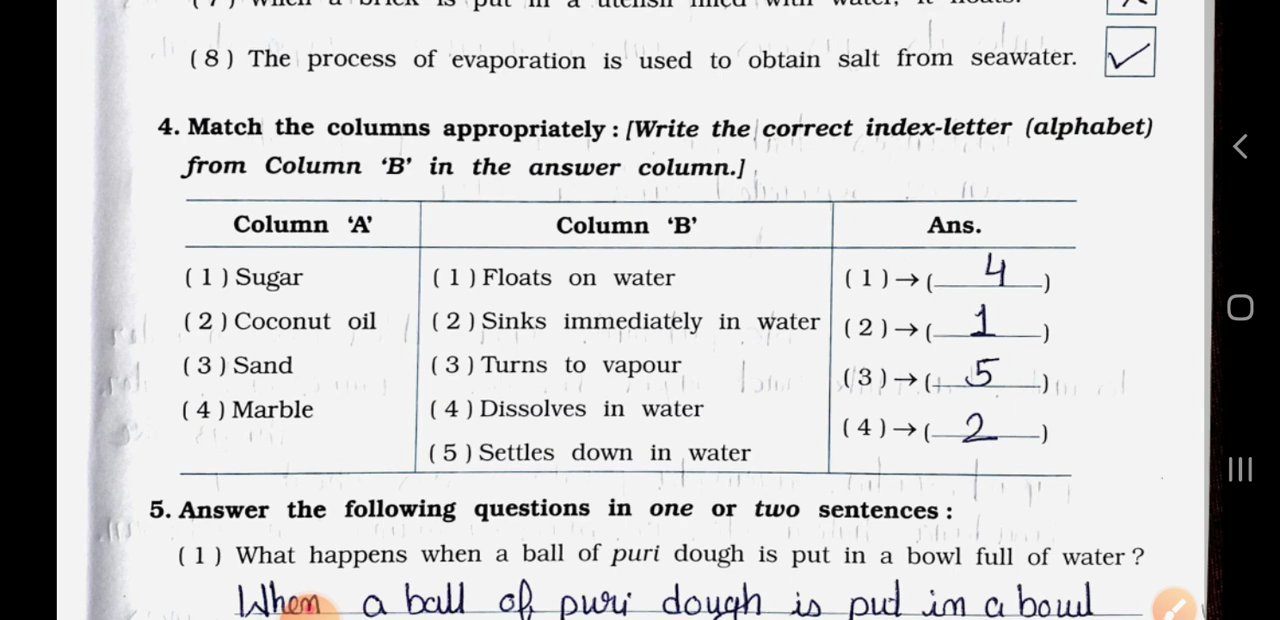 (8) The process of evaporation is used to obtain salt from seawater.
4. Match the columns appropriately : [Write the correct index-letter (alphabet)
from Column 'B' in the answer column.]
Column 'A' Column 'B' Ans.
(1) Sugar (1) Floats on water (1)→(4)
(2) Coconut oil (2) Sinks immediately in water (2)→(1)
(3) Sand (3) Turns to vapour (3)→(5)
(4) Marble (4) Dissolves in water (4)→(2)
(5) Settles down in water
5. Answer the following questions in one or two sentences :
(1) What happens when a ball of puri dough is put in a bowl full of water ?
When a ball of puri dough is put in a bowl